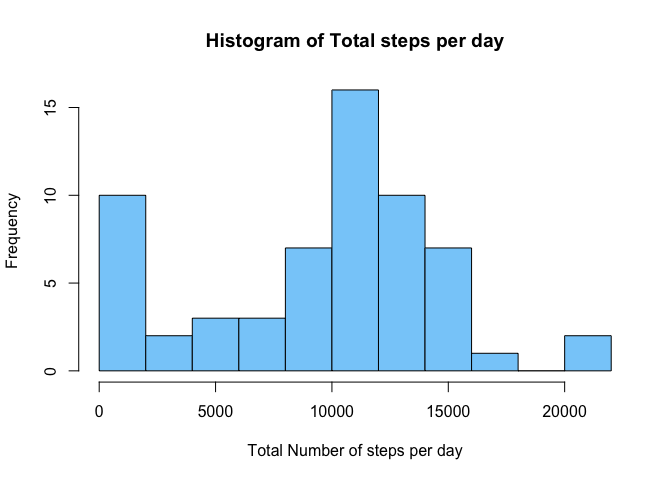 Histogram of Total steps per day
Frequency
15
10
5
0
0 5000 10000 15000 20000
Total Number of steps per day